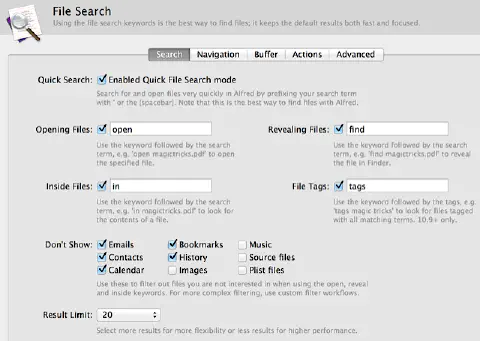 File Search
Using the file search keywords is the best way to find files; it keeps the default results both fast and focused.
Search Navigation Buffer Actions Advanced
Quick Search: Enabled Quick File Search mode
Search for and open files very quickly in Alfred by prefixing your search term
with ' or the [spacebar]. Note that this is the best way to find files with Alfred.
Opening Files: open Revealing Files: find
Use the keyword followed by the search Use the keyword followed by the search
term, e.g. 'open magictricks.pdf' to open term, e.g. 'find magictricks.pdf' to reveal
the specified file. the file in Finder.
Inside Files: in File Tags: tags
Use the keyword followed by the search Use the keyword followed by the tags, e.g.
term, e.g. 'in magictricks.pdf' to look for 'tags magic tricks' to look for files tagged
the contents of a file. with all matching terms. 10.9+ only.
Don't Show: Emails Bookmarks Music
Contacts History Source files
Calendar Images Plist files
Use these to filter out files you are not interested in when using the open, reveal
and inside keywords. For more complex filtering, use custom filter workflows.
Result Limit: 20
Select more results for more flexibility or less results for higher performance.